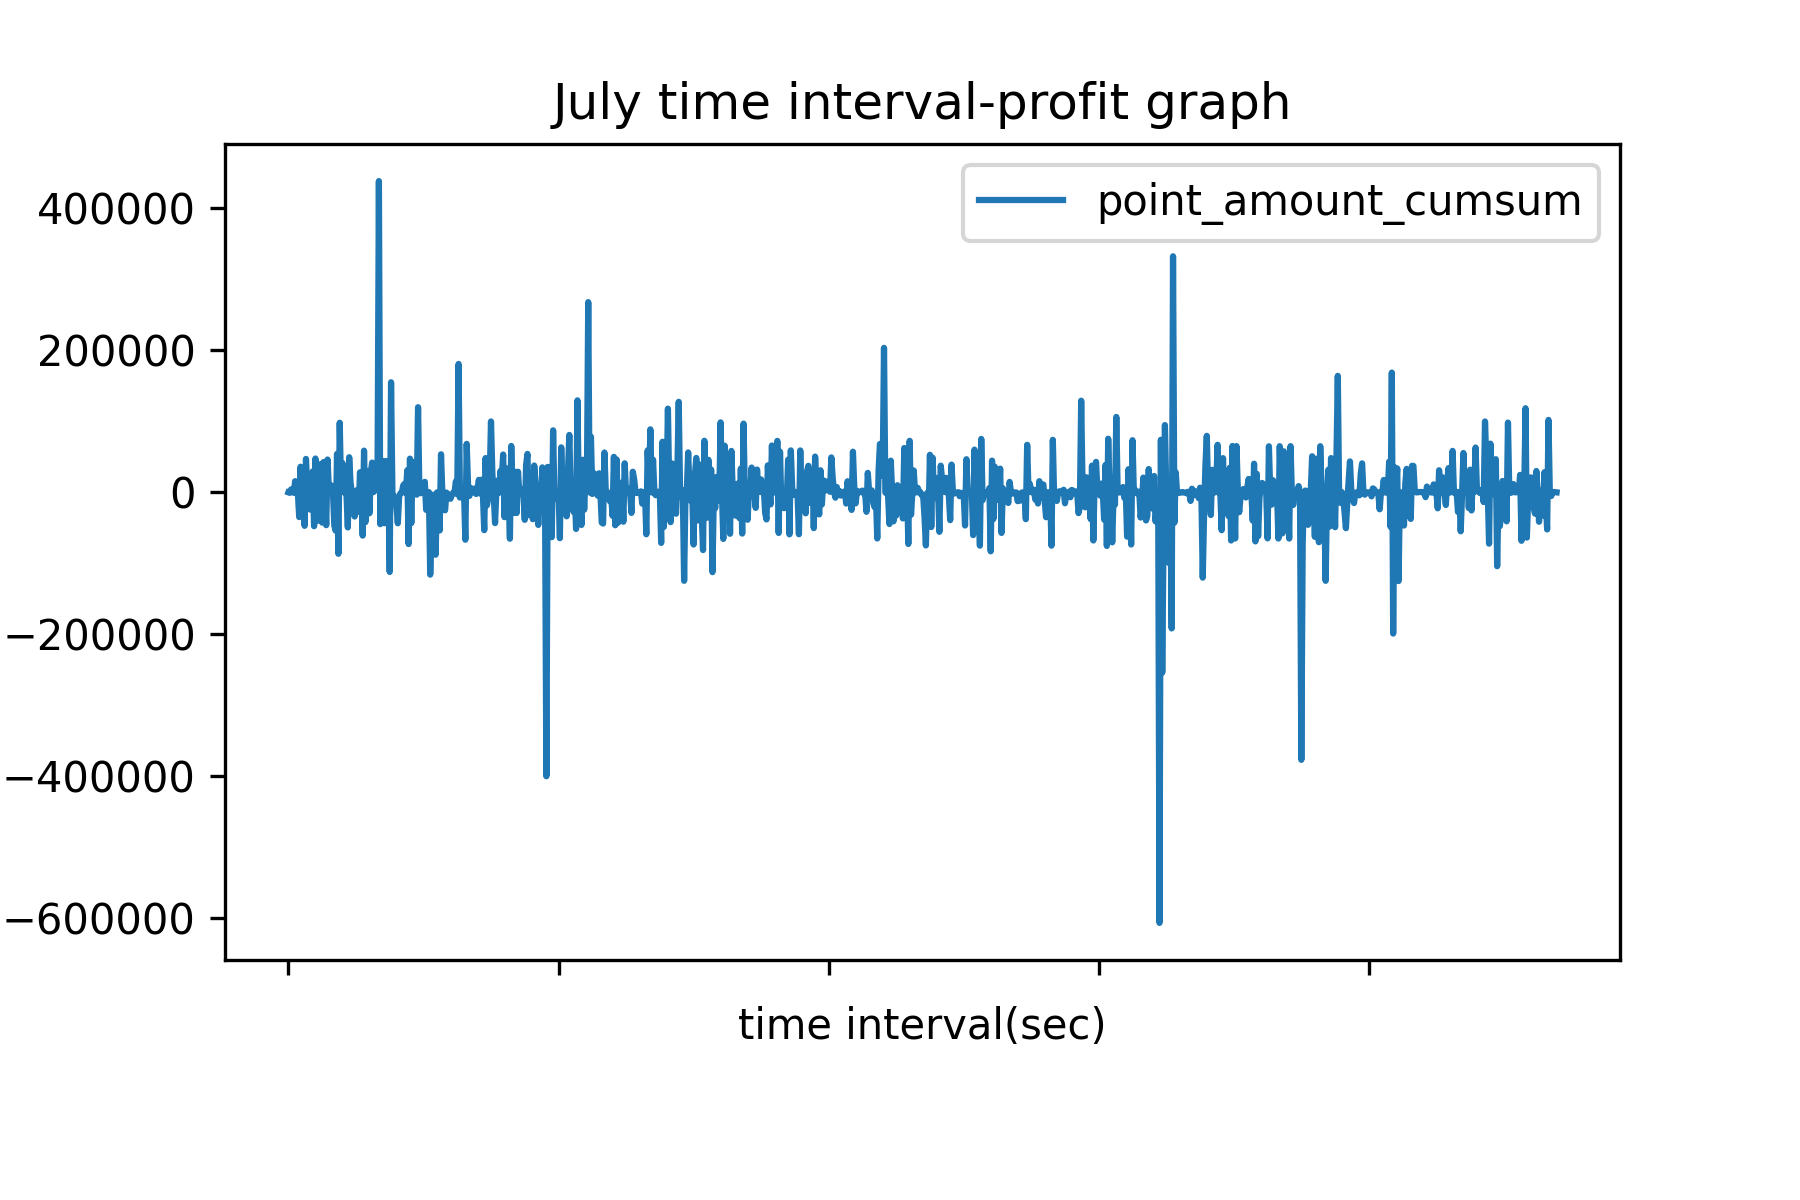 July time interval-profit graph
point_amount_cumsum
400000
200000
0
−200000
−400000
−600000
time interval(sec)